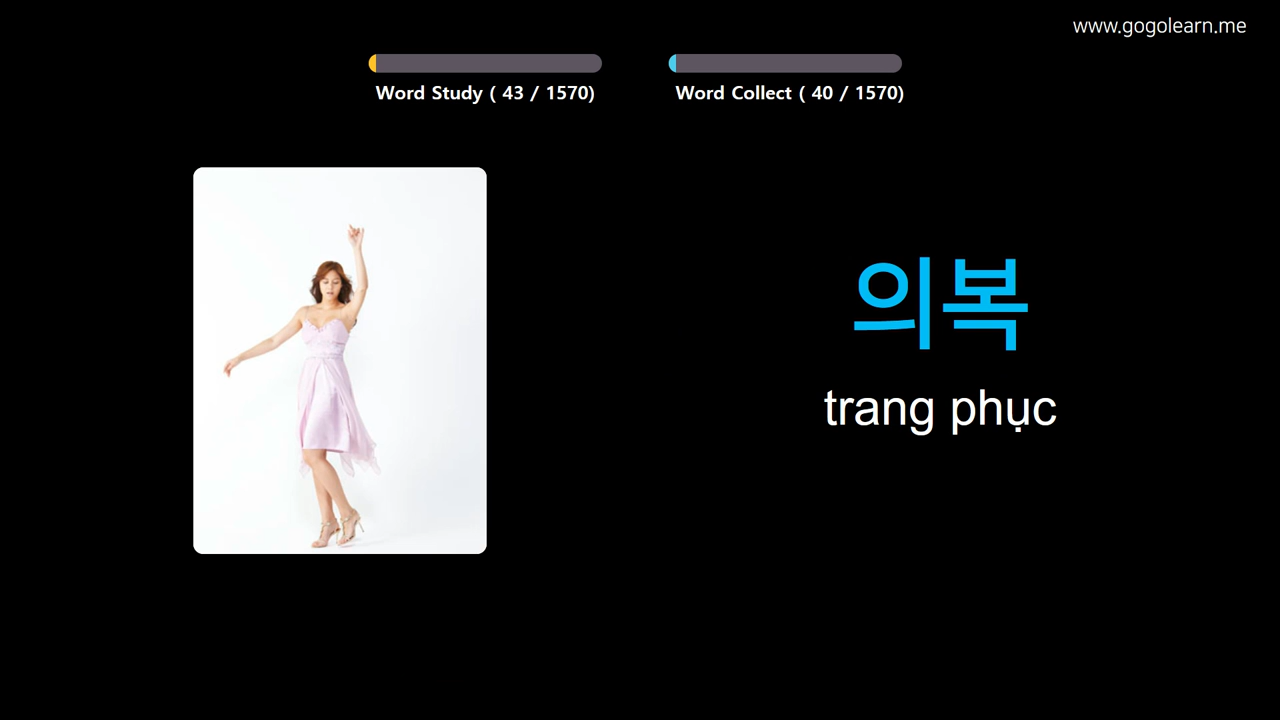 www.gogolearn.me
Word Study ( 43 / 1570)
Word Collect ( 40 / 1570)
의복
trang phục